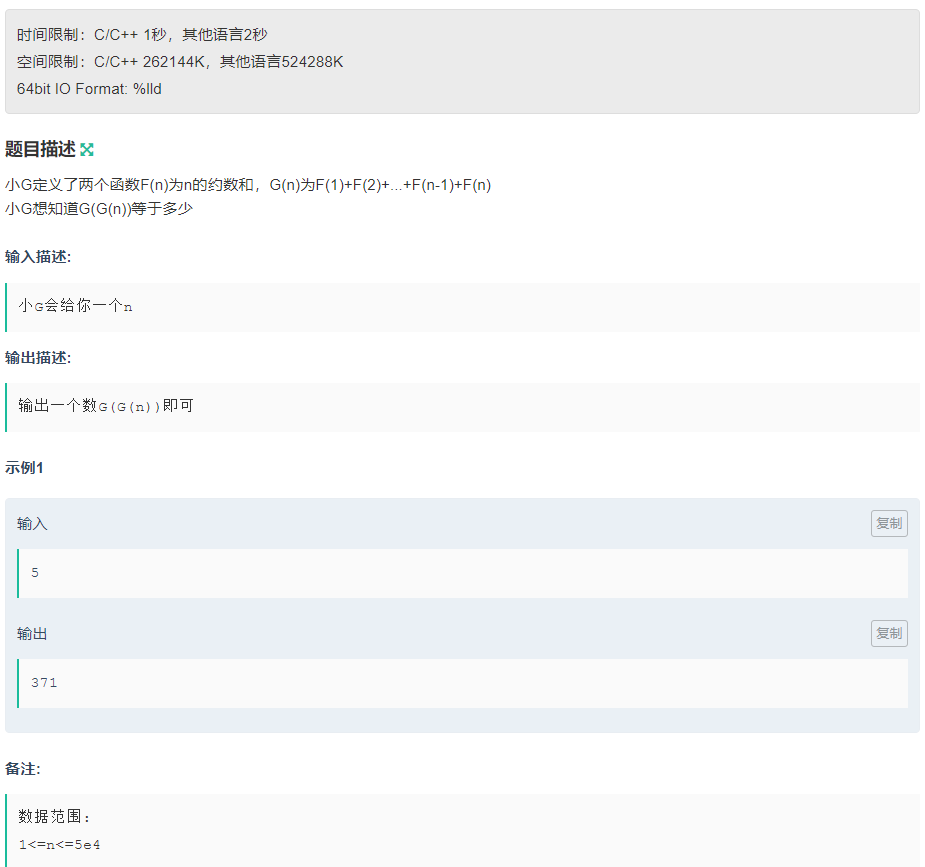 时间限制：C/C++ 1秒，其他语言2秒
空间限制：C/C++ 262144K，其他语言524288K
64bit IO Format: %lld
题目描述
小G定义了两个函数F(n)为n的约数和，G(n)为F(1)+F(2)+...+F(n-1)+F(n)
小G想知道G(G(n))等于多少
输入描述:
小G会给你一个n
输出描述:
输出一个数G(G(n))即可
示例1
输入
复制
5
输出
复制
371
备注:
数据范围：
1<=n<=5e4